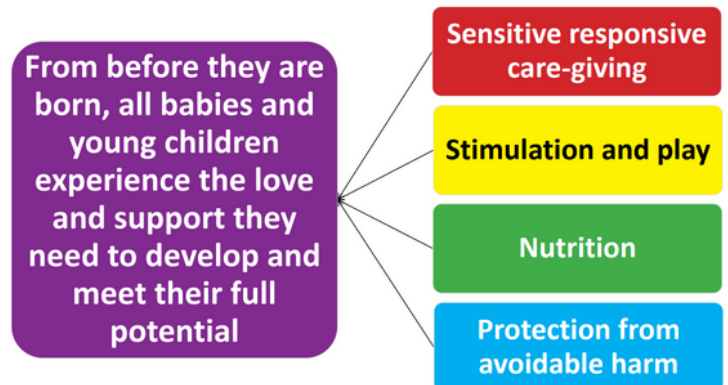 From before they are
born, all babies and
young children
experience the love
and support they
need to develop and
meet their full
potential
Sensitive responsive
care-giving
Stimulation and play
Nutrition
Protection from
avoidable harm